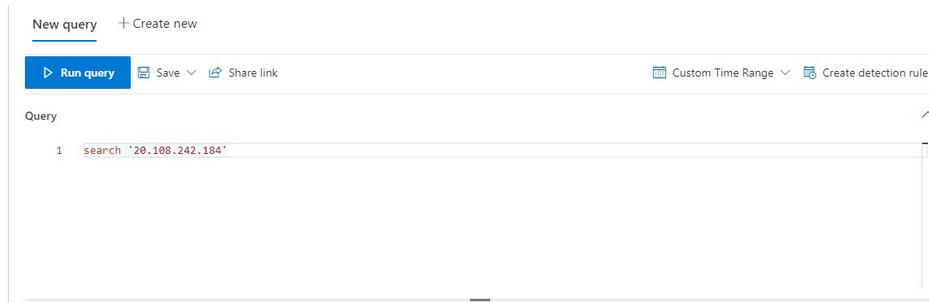 New query + Create new
Run query Save Share link Custom Time Range Create detection rule
Query
1 search '20.108.242.184'